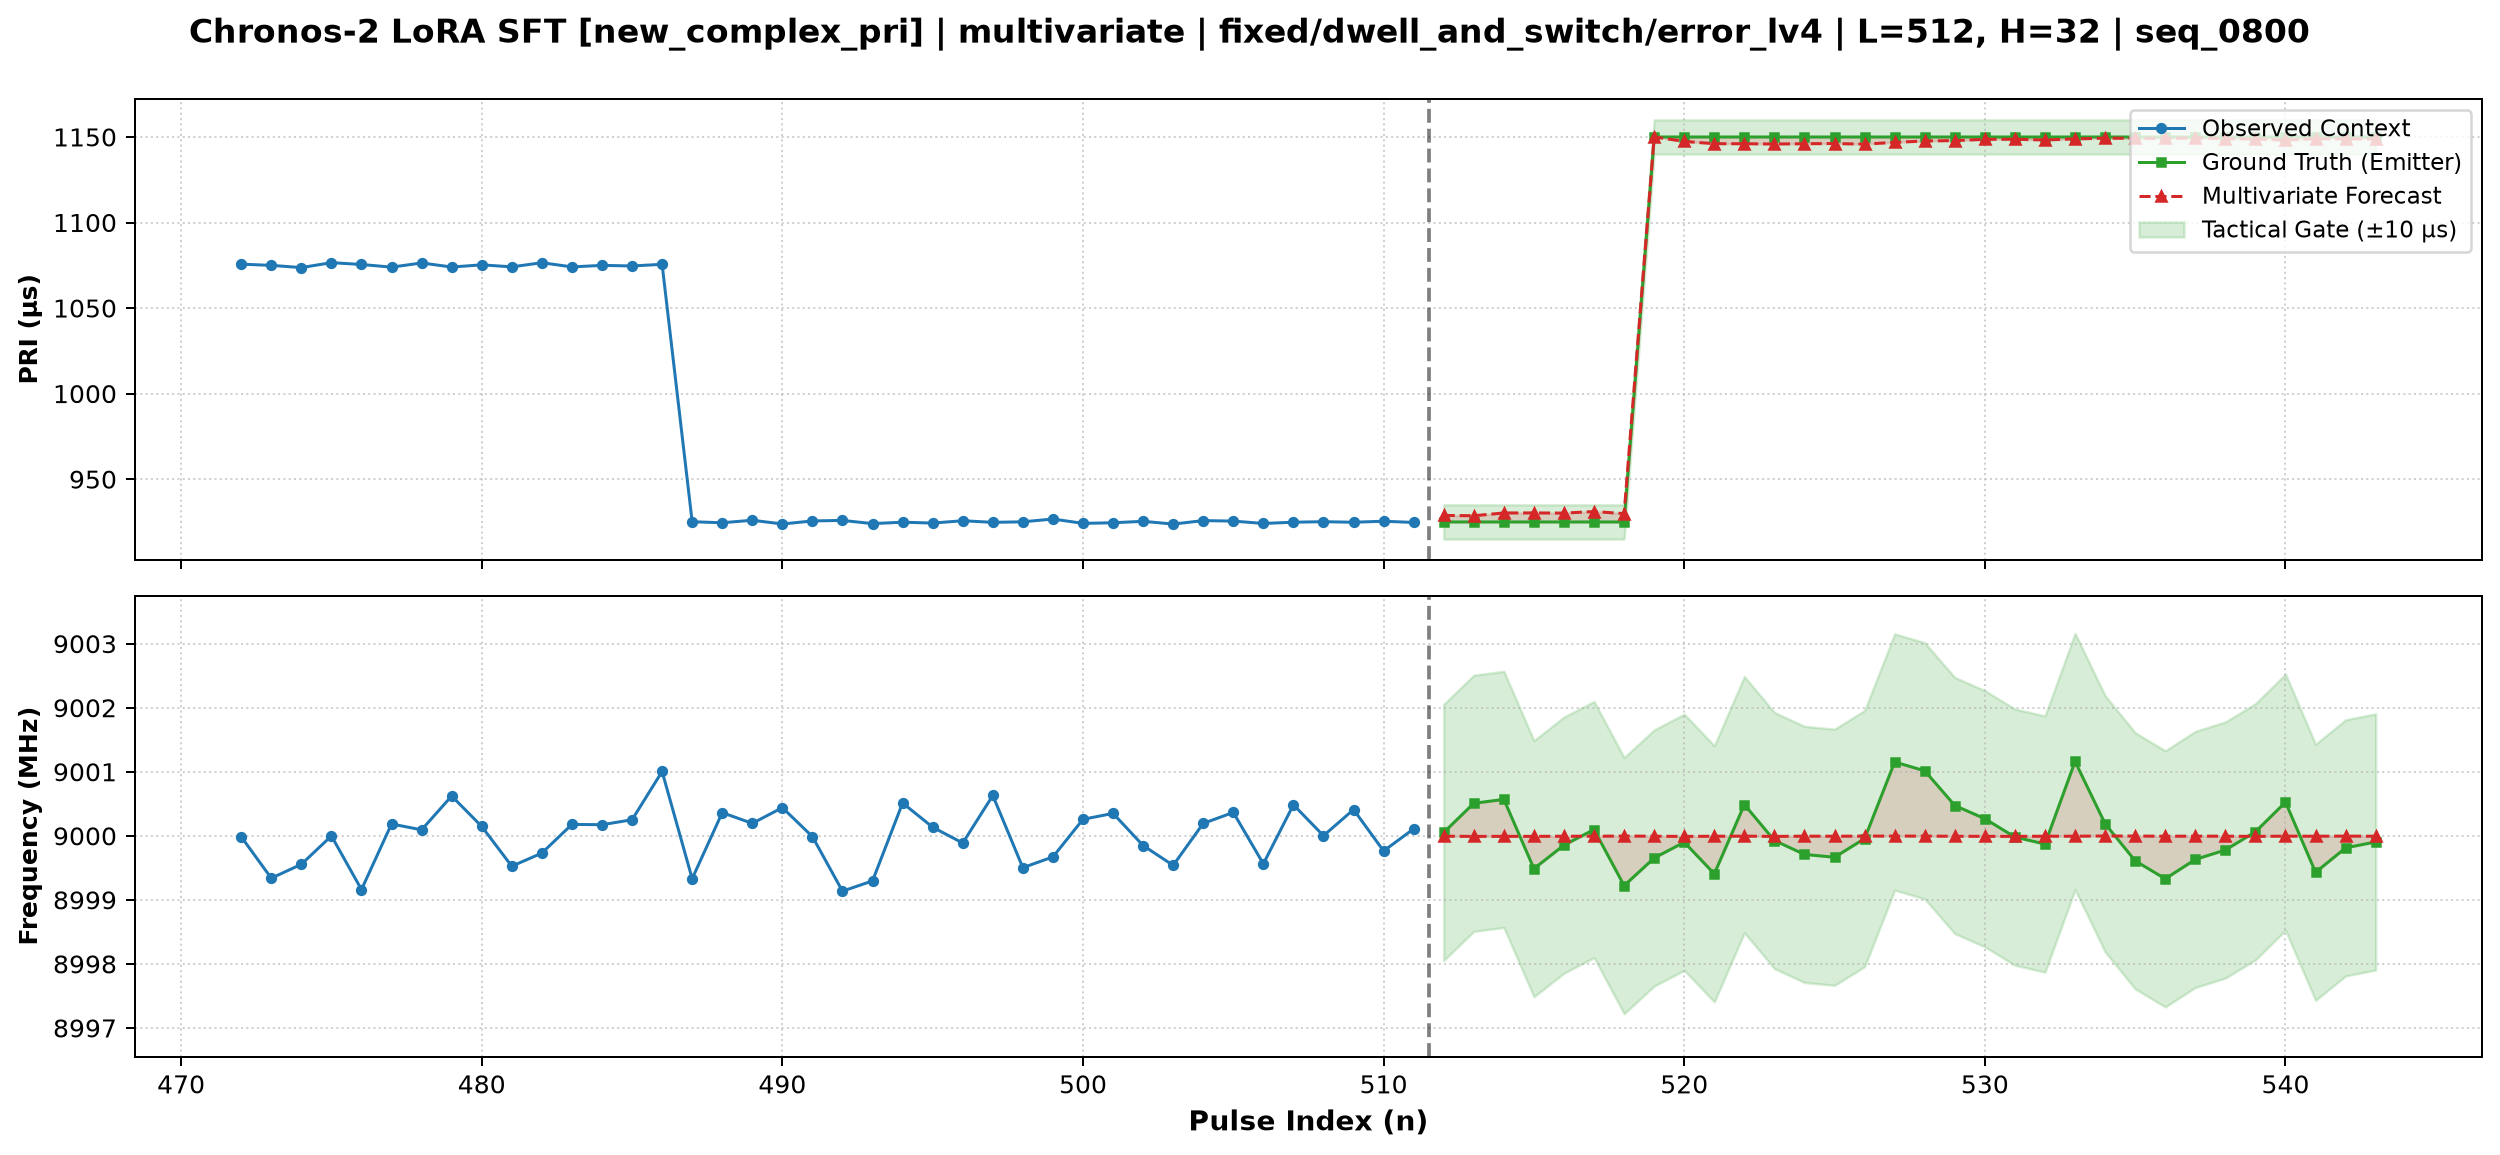 Chronos-2 LoRA SFT [new_complex_pri] | multivariate | fixed/dwell_and_switch/error_lv4 | L=512, H=32 | seq_0800
PRI (µs)
1150
1100
1050
1000
950
Observed Context
Ground Truth (Emitter)
Multivariate Forecast
Tactical Gate (±10 µs)
Frequency (MHz)
9003
9002
9001
9000
8999
8998
8997
470 480 490 500 510 520 530 540
Pulse Index (n)